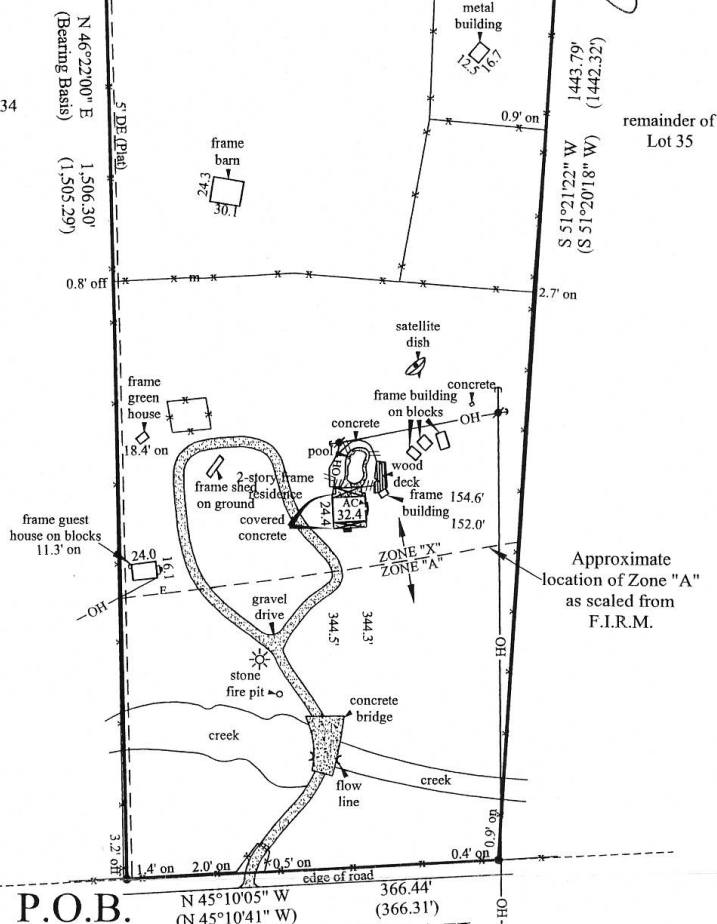 metal
building
12.5'
16.7
N 46°22'00" E
(Bearing Basis)
1,506.30'
(1,505.29')
5' DE (Plat)
34
1443.79'
(1442.32')
S 51°21'22" W
(S 51°20'18" W)
remainder of
Lot 35
0.9' on
frame
barn
24.3
30.1
0.8' off
m
2.7' on
satellite
dish
frame
green
house
18.4' on
concrete
frame building
on blocks
concrete
OH
pool
OH
wood
deck
frame
building
frame shed
on ground
2-story frame
residence
covered
concrete
AC
24.4
32.4
154.6'
152.0'
frame guest
house on blocks
11.3' on
24.0
16.1
E
OH
ZONE "X"
ZONE "A"
Approximate
location of Zone "A"
as scaled from
F.I.R.M.
gravel
drive
344.5'
344.3'
OH
stone
fire pit
concrete
bridge
creek
creek
flow
line
3.2' off
1.4' on
2.0' on
0.5' on
0.4' on
0.9' on
edge of road
P.O.B.
N 45°10'05" W
(N 45°10'41" W)
366.44'
(366.31')
OH